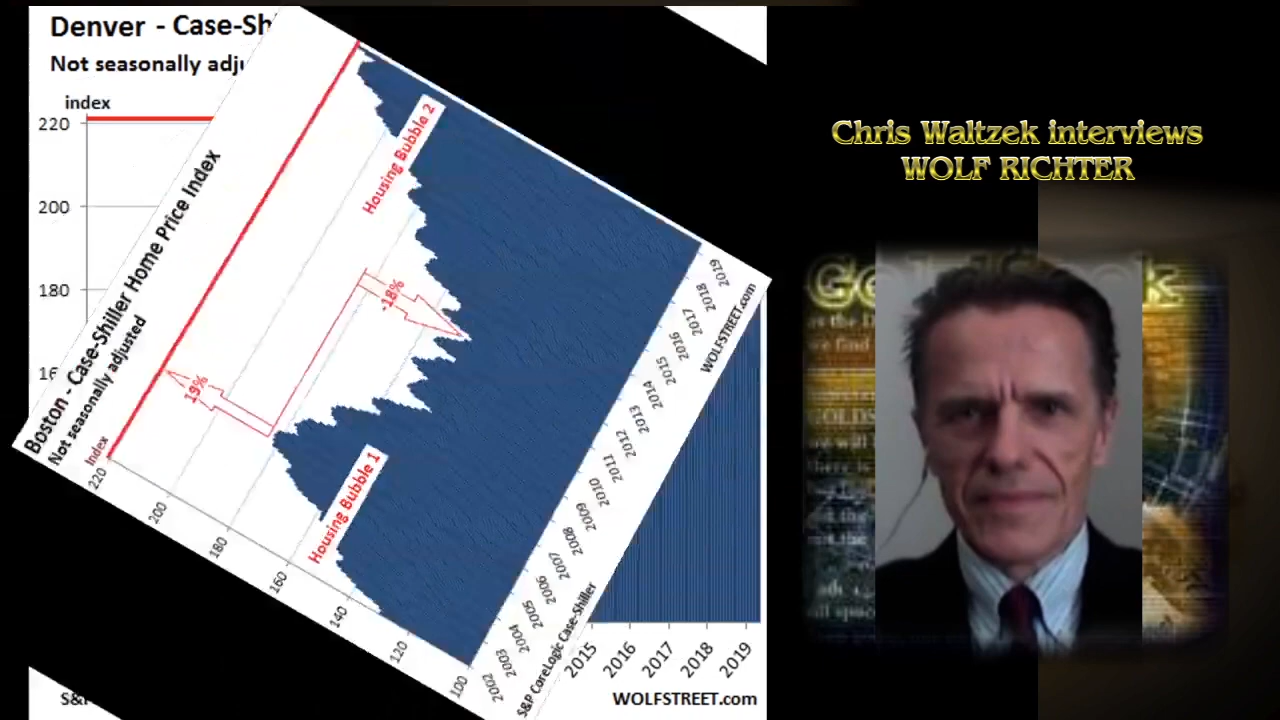 Denver - Case-Sh
Not seasonally adju
index
220
200
180
16
Boston - Case-Shiller Home Price Index
Not seasonally adjusted
Index
220
200
180
160
140
120
100
Housing Bubble 2
-18%
19%
Housing Bubble 1
2002
2003
2004
2005
2006
2007
2008
2009
2010
2011
2012
2013
2014
2015
2016
2017
2018
2019
S&P CoreLogic Case-Shiller
WOLFSTREET.com
2015
2016
2017
2018
2019
S&P
WOLFSTREET.com
Chris Waltzek interviews
WOLF RICHTER